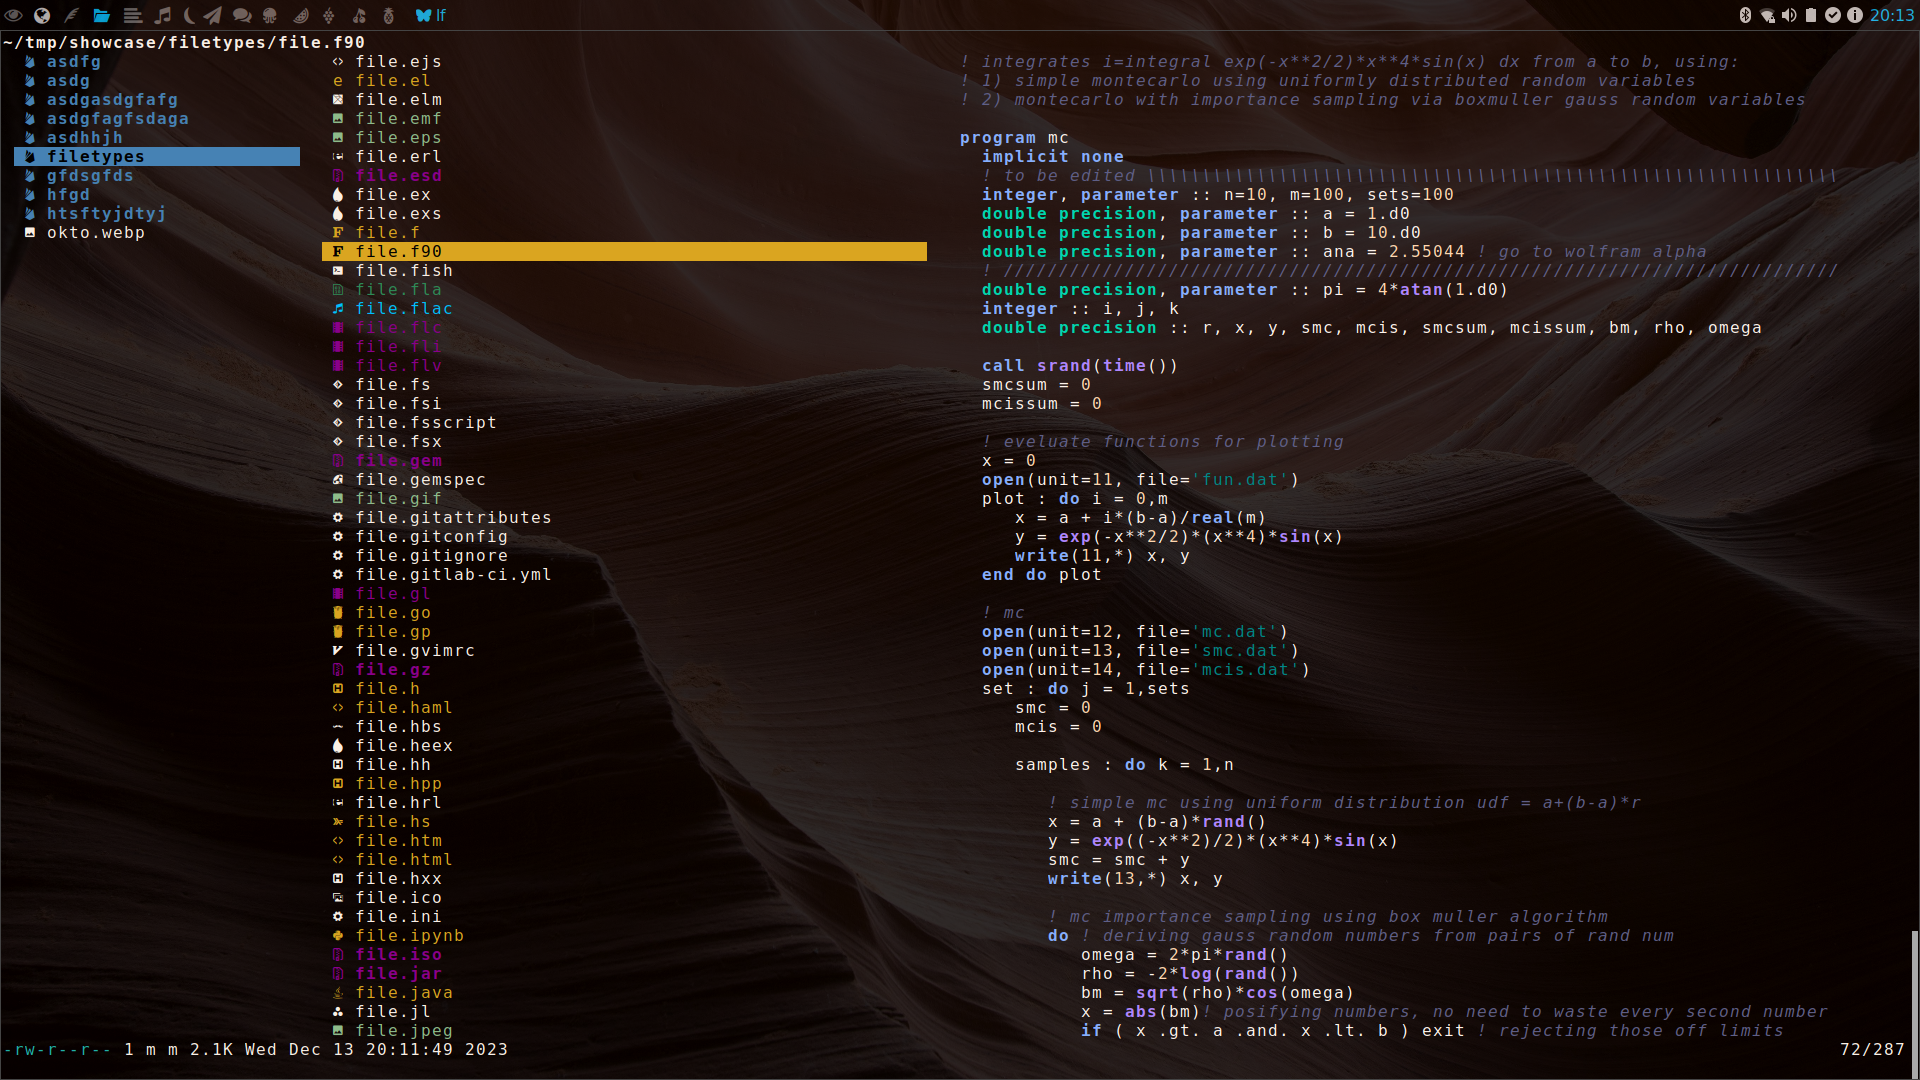 lf
20:13
~/tmp/showcase/filetypes/file.f90
asdfg
asdg
asdgasdgfafg
asdgfagfsdaga
asdhhjh
filetypes
gfdsgfds
hfgd
htsftyjdtyj
okto.webp
file.ejs
file.el
file.elm
file.emf
file.eps
file.erl
file.esd
file.ex
file.exs
file.f
file.f90
file.fish
file.fla
file.flac
file.flc
file.fli
file.flv
file.fs
file.fsi
file.fsscript
file.fsx
file.gem
file.gemspec
file.gif
file.gitattributes
file.gitconfig
file.gitignore
file.gitlab-ci.yml
file.gl
file.go
file.gp
file.gvimrc
file.gz
file.h
file.haml
file.hbs
file.heex
file.hh
file.hpp
file.hrl
file.hs
file.htm
file.html
file.hxx
file.ico
file.ini
file.ipynb
file.iso
file.jar
file.java
file.jl
file.jpeg
! integrates i=integral exp(-x**2/2)*x**4*sin(x) dx from a to b, using:
! 1) simple montecarlo using uniformly distributed random variables
! 2) montecarlo with importance sampling via boxmuller gauss random variables
program mc
implicit none
! to be edited \\\\\\\\\\\\\\\\\\\\\\\\\\\\\\\\\\\\\\\\\\\\\\\\\\\\\\\\\\\\\\\
integer, parameter :: n=10, m=100, sets=100
double precision, parameter :: a = 1.d0
double precision, parameter :: b = 10.d0
double precision, parameter :: ana = 2.55044 ! go to wolfram alpha
! ////////////////////////////////////////////////////////////////////////////
double precision, parameter :: pi = 4*atan(1.d0)
integer :: i, j, k
double precision :: r, x, y, smc, mcis, smcsum, mcissum, bm, rho, omega
call srand(time())
smcsum = 0
mcissum = 0
! eveluate functions for plotting
x = 0
open(unit=11, file='fun.dat')
plot : do i = 0,m
x = a + i*(b-a)/real(m)
y = exp(-x**2/2)*(x**4)*sin(x)
write(11,*) x, y
end do plot
! mc
open(unit=12, file='mc.dat')
open(unit=13, file='smc.dat')
open(unit=14, file='mcis.dat')
set : do j = 1,sets
smc = 0
mcis = 0
samples : do k = 1,n
! simple mc using uniform distribution udf = a+(b-a)*r
x = a + (b-a)*rand()
y = exp((-x**2)/2)*(x**4)*sin(x)
smc = smc + y
write(13,*) x, y
! mc importance sampling using box muller algorithm
do ! deriving gauss random numbers from pairs of rand num
omega = 2*pi*rand()
rho = -2*log(rand())
bm = sqrt(rho)*cos(omega)
x = abs(bm)! posifying numbers, no need to waste every second number
if ( x .gt. a .and. x .lt. b ) exit ! rejecting those off limits
-rw-r--r-- 1 m m 2.1K Wed Dec 13 20:11:49 2023
72/287